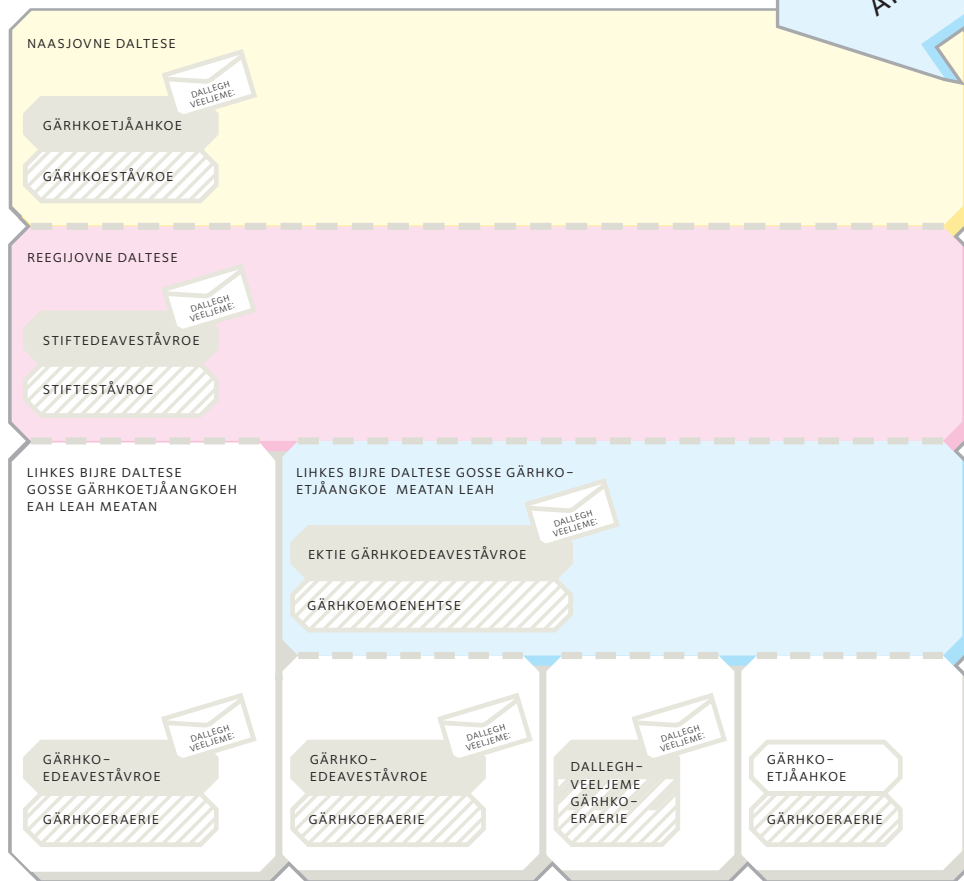 NAASJOVNE DALTESE
DALLEGH
VEELJEME:
GÄRHKOETJÅAHKOE
GÄRHKOESTÅVROE
REEGIJOVNE DALTESE
DALLEGH
VEELJEME:
STIFTEDEAVESTÅVROE
STIFTESTÅVROE
LIHKES BIJRE DALTESE
GOSSE GÄRHKOETJÅANGKOEH
EAH LEAH MEATAN
LIHKES BIJRE DALTESE GOSSE GÄRHKO-
ETJÅANGKOE MEATAN LEAH
DALLEGH
VEELJEME:
EKTIE GÄRHKOEDEAVESTÅVROE
GÄRHKOEMOENEHTSE
DALLEGH
VEELJEME:
GÄRHKO-
EDEAVESTÅVROE
GÄRHKOERAERIE
DALLEGH
VEELJEME:
GÄRHKO-
EDEAVESTÅVROE
GÄRHKOERAERIE
DALLEGH
VEELJEME:
DALLEGH-
VEELJEME
GÄRHKO-
ERAERIE
GÄRHKO-
ETJÅAHKOE
GÄRHKOERAERIE